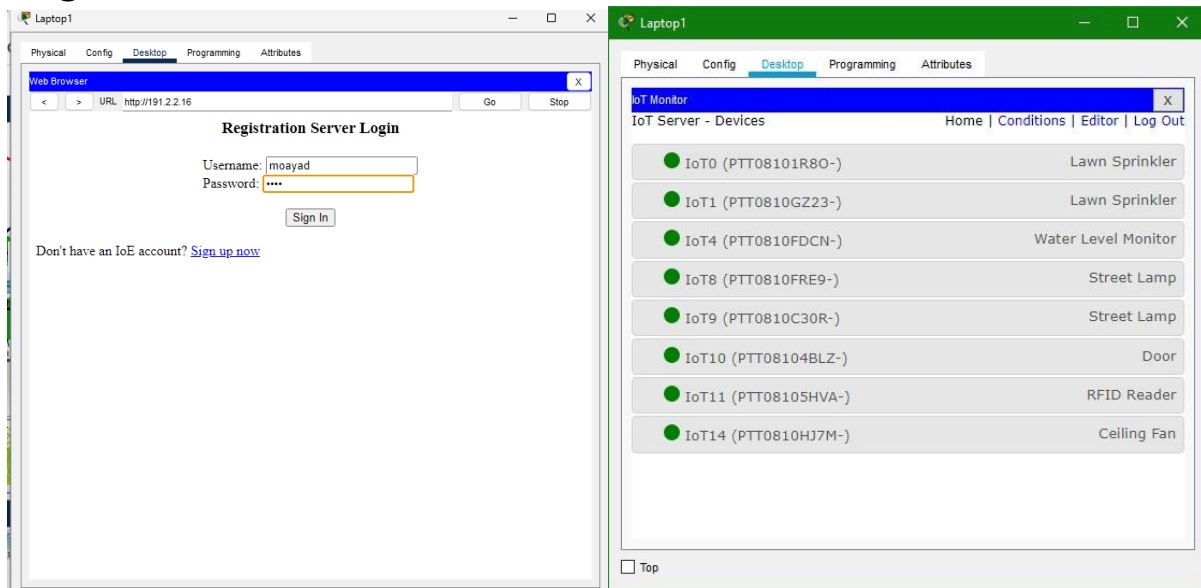 Laptop1
Physical Config Desktop Programming Attributes
Web Browser X
< > URL http://191.2.2.16 Go Stop
Registration Server Login
Username: moayad
Password: ••••
Sign In
Don't have an IoE account? Sign up now
Laptop1
Physical Config Desktop Programming Attributes
IoT Monitor X
IoT Server - Devices Home | Conditions | Editor | Log Out
IoT0 (PTT08101R8O-) Lawn Sprinkler
IoT1 (PTT0810GZ23-) Lawn Sprinkler
IoT4 (PTT0810FDCN-) Water Level Monitor
IoT8 (PTT0810FRE9-) Street Lamp
IoT9 (PTT0810C30R-) Street Lamp
IoT10 (PTT08104BLZ-) Door
IoT11 (PTT08105HVA-) RFID Reader
IoT14 (PTT0810HJ7M-) Ceiling Fan
Top